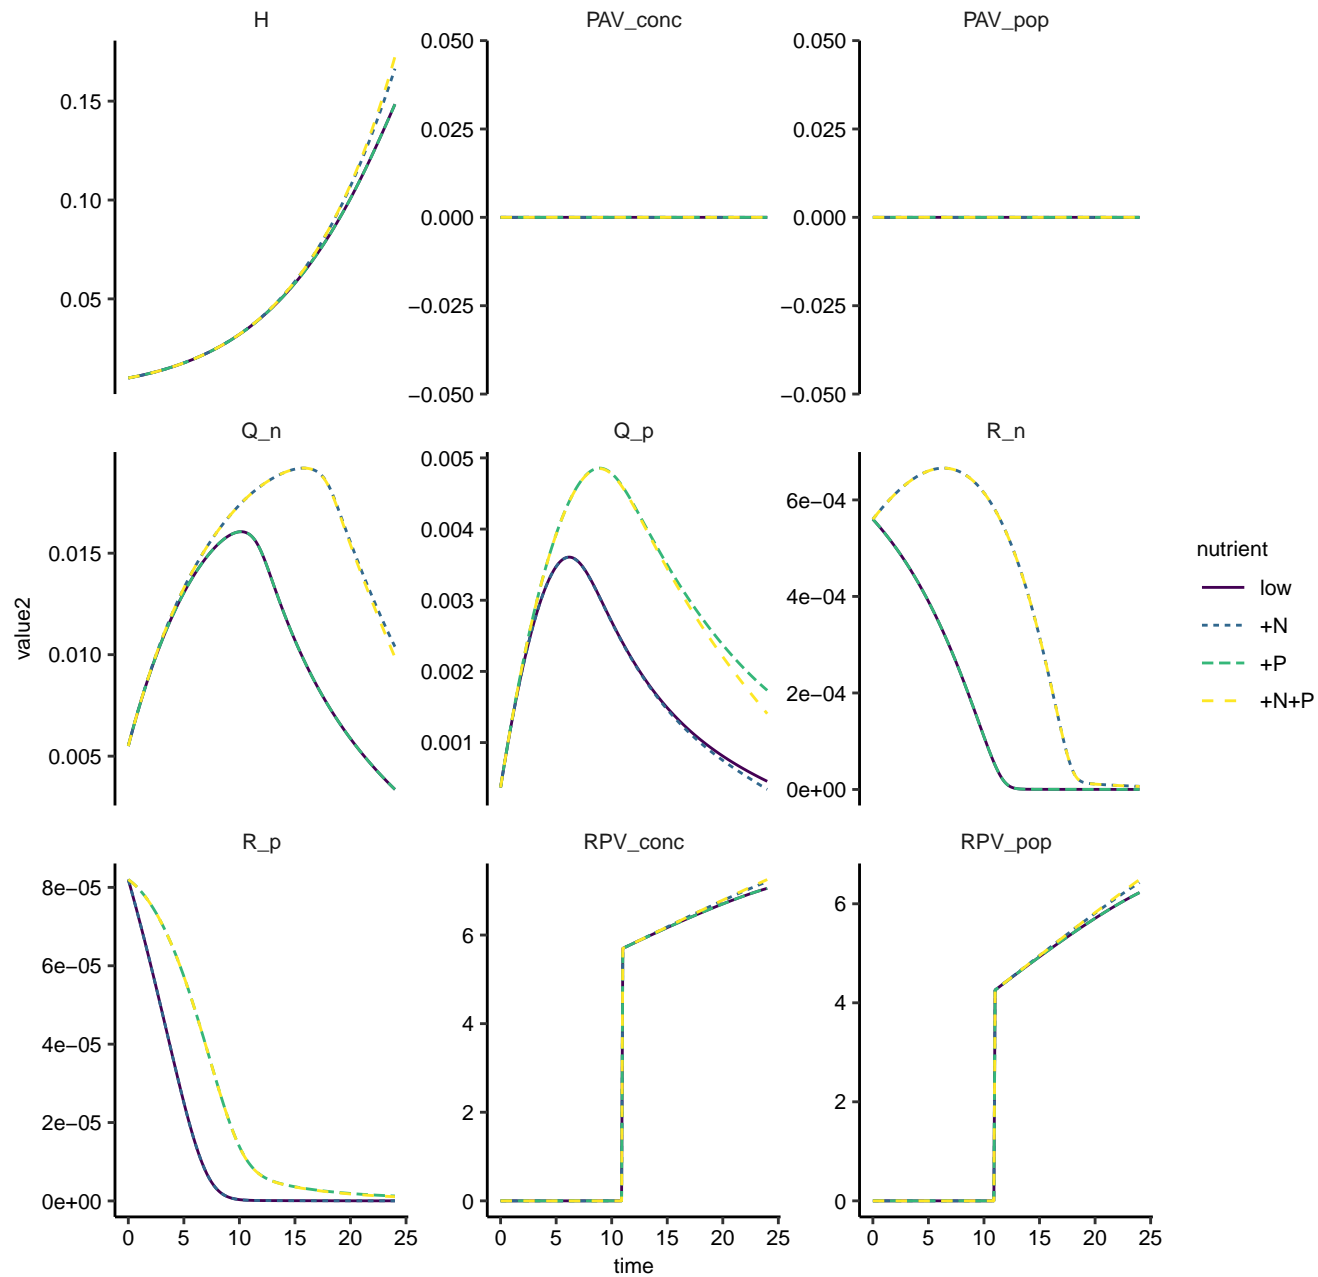 H
PAV_conc
PAV_pop
0.15
0.10
0.05
0.050
0.025
0.000
−0.025
−0.050
0.050
0.025
0.000
−0.025
−0.050
Q_n
Q_p
R_n
0.015
0.010
0.005
0.005
0.004
0.003
0.002
0.001
6e−04
4e−04
2e−04
0e+00
R_p
RPV_conc
RPV_pop
8e−05
6e−05
4e−05
2e−05
0e+00
6
4
2
0
6
4
2
0
0 5 10 15 20 25
0 5 10 15 20 25
0 5 10 15 20 25
time
value2
nutrient
low
+N
+P
+N+P